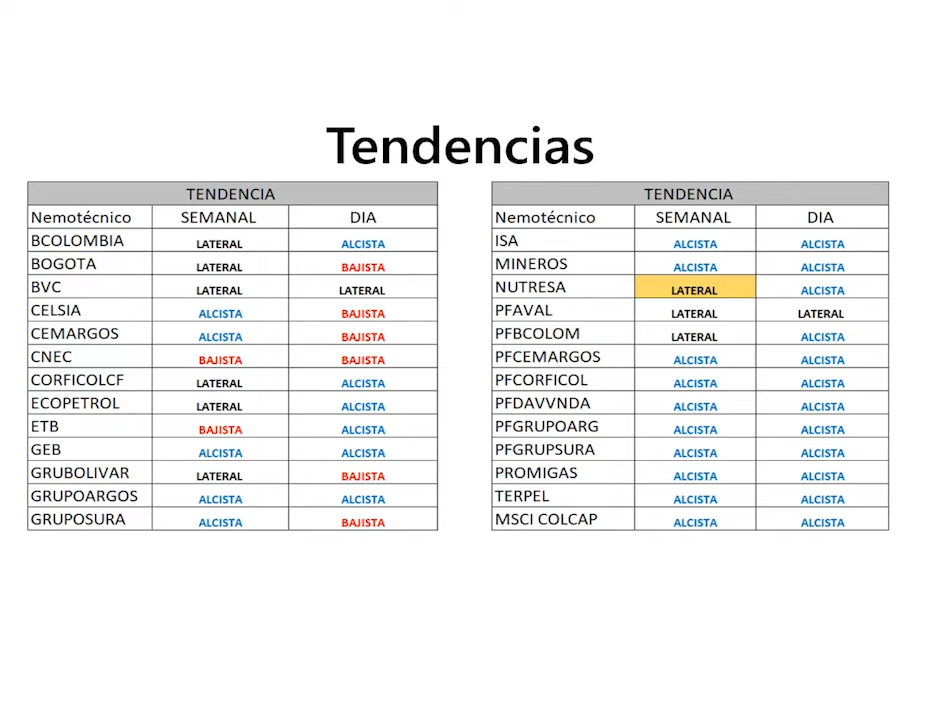 Tendencias
TENDENCIA
Nemotécnico SEMANAL DIA
BCOLOMBIA LATERAL ALCISTA
BOGOTA LATERAL BAJISTA
BVC LATERAL LATERAL
CELSIA ALCISTA BAJISTA
CEMARGOS ALCISTA BAJISTA
CNEC BAJISTA BAJISTA
CORFICOLCF LATERAL ALCISTA
ECOPETROL LATERAL ALCISTA
ETB BAJISTA ALCISTA
GEB ALCISTA ALCISTA
GRUBOLIVAR LATERAL BAJISTA
GRUPOARGOS ALCISTA ALCISTA
GRUPOSURA ALCISTA BAJISTA
TENDENCIA
Nemotécnico SEMANAL DIA
ISA ALCISTA ALCISTA
MINEROS ALCISTA ALCISTA
NUTRESA LATERAL ALCISTA
PFAVAL LATERAL LATERAL
PFBCOLOM LATERAL ALCISTA
PFCEMARGOS ALCISTA ALCISTA
PFCORFICOL ALCISTA ALCISTA
PFDAVVNDA ALCISTA ALCISTA
PFGRUPOARG ALCISTA ALCISTA
PFGRUPSURA ALCISTA ALCISTA
PROMIGAS ALCISTA ALCISTA
TERPEL ALCISTA ALCISTA
MSCI COLCAP ALCISTA ALCISTA